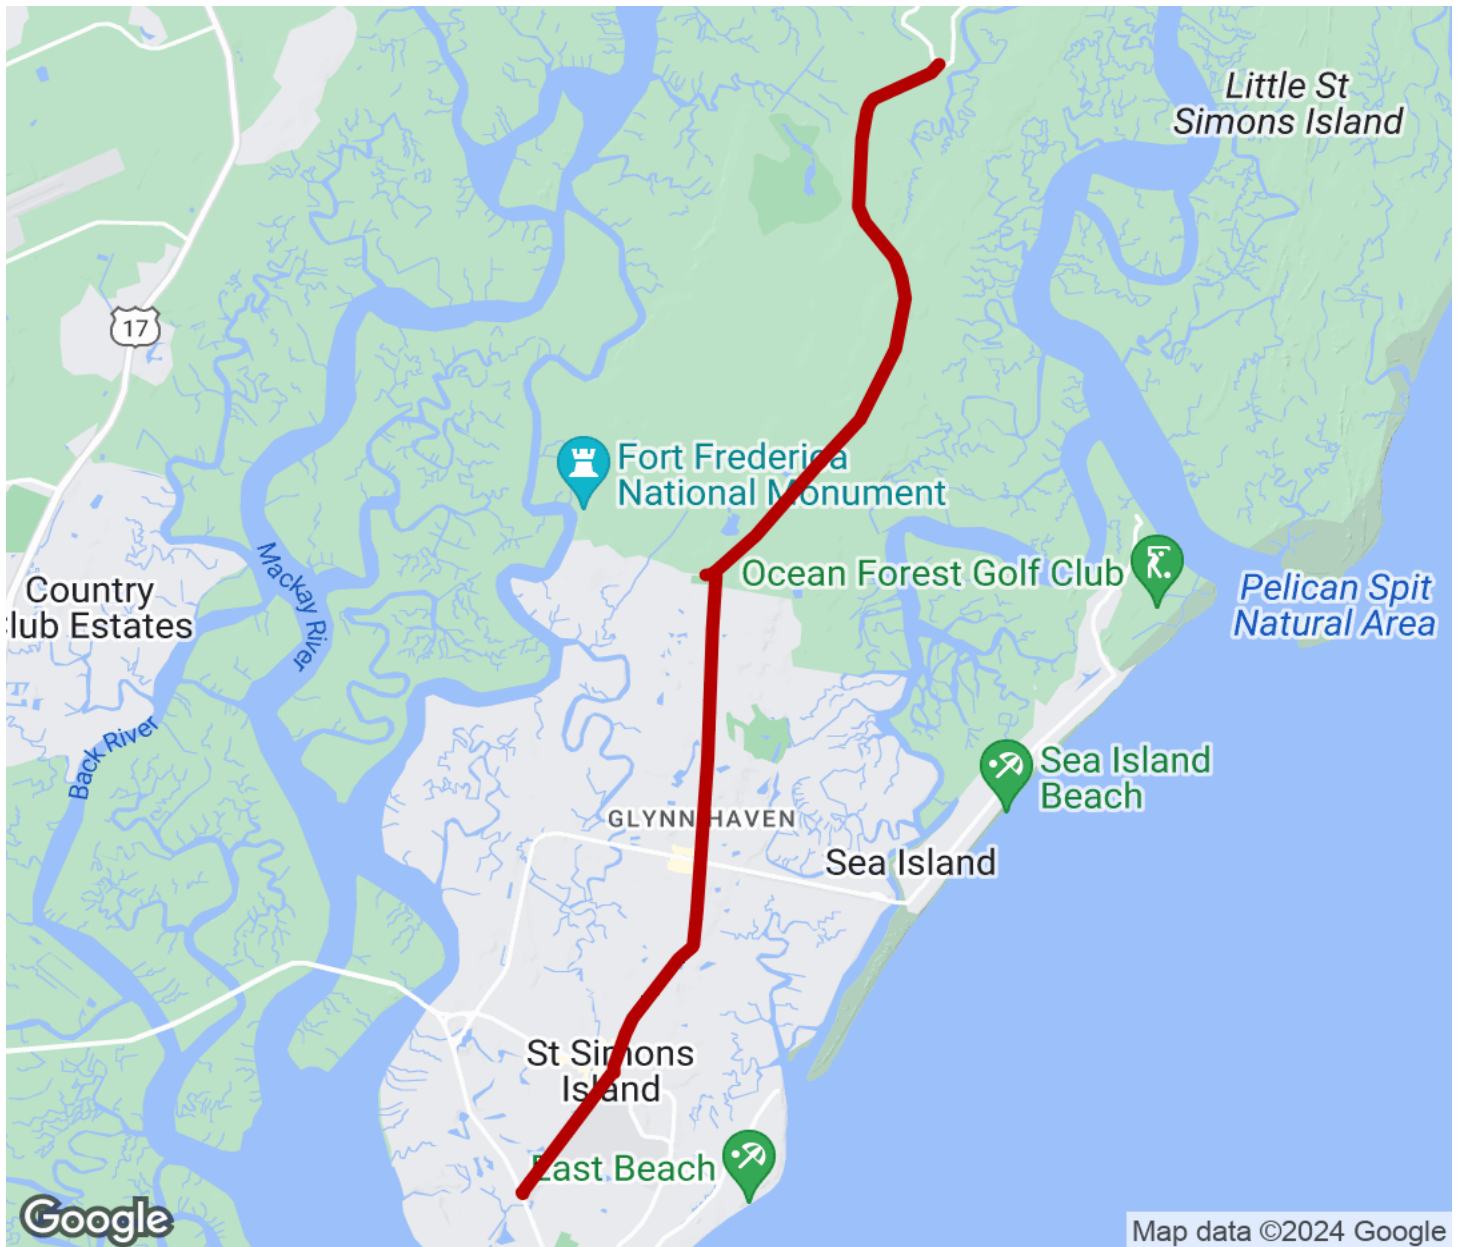 Little St
Simons Island
17
Fort Frederica
National Monument
Mackay River
Ocean Forest Golf Club
Country
lub Estates
Pelican Spit
Natural Area
Back River
Sea Island
Beach
GLYNN HAVEN
Sea Island
St Simons
Island
East Beach
Google
Map data ©2024 Google